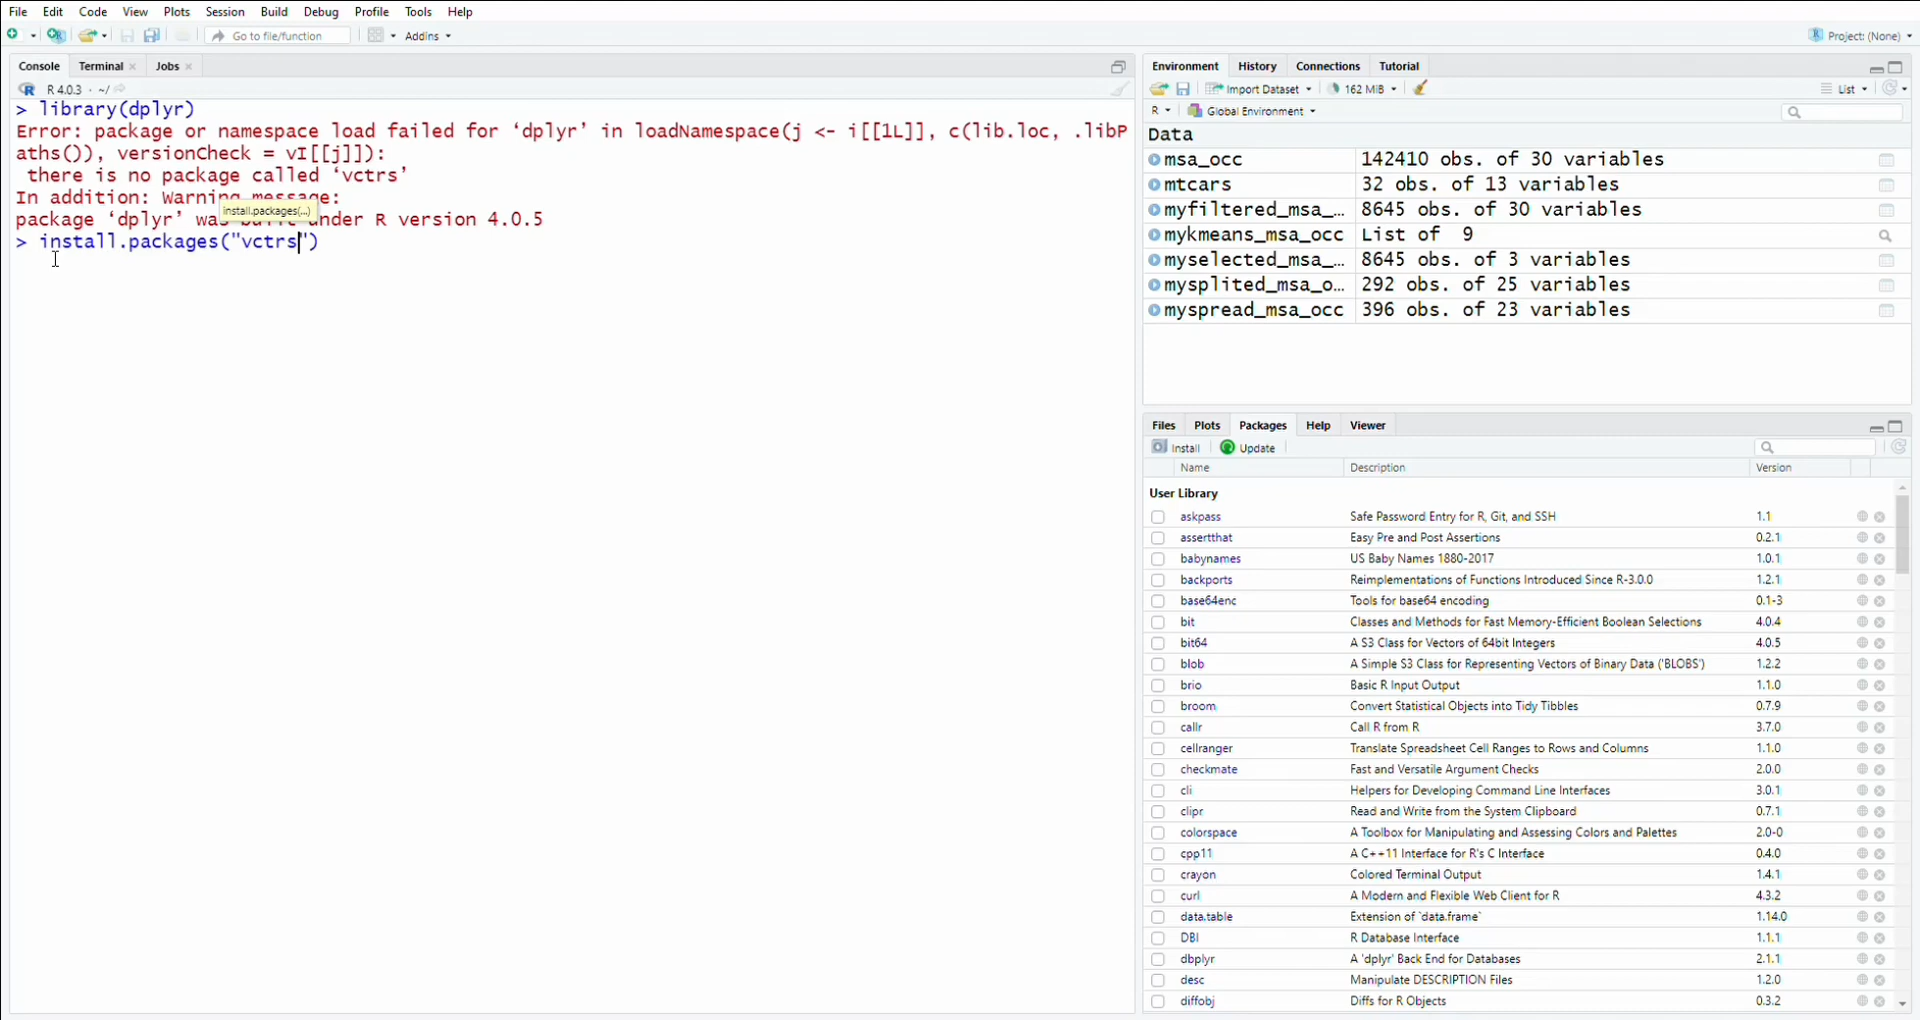 File Edit Code View Plots Session Build Debug Profile Tools Help
Go to file/function Addins Project: (None)
Console Terminal Jobs
R 4.0.3 · ~/
> library(dplyr)
Error: package or namespace load failed for ‘dplyr’ in loadNamespace(j <- i[[1L]], c(lib.loc, .libP
aths()), versionCheck = vI[[j]]):
there is no package called ‘vctrs’
In addition: Warning message:
install.packages(...)
package ‘dplyr’ was built under R version 4.0.5
> install.packages("vctrs")
Environment History Connections Tutorial
Import Dataset 162 MiB List
R Global Environment
Data
msa_occ 142410 obs. of 30 variables
mtcars 32 obs. of 13 variables
myfiltered_msa_… 8645 obs. of 30 variables
mykmeans_msa_occ List of 9
myselected_msa_… 8645 obs. of 3 variables
mysplited_msa_o… 292 obs. of 25 variables
myspread_msa_occ 396 obs. of 23 variables
Files Plots Packages Help Viewer
Install Update
Name Description Version
User Library
askpass Safe Password Entry for R, Git, and SSH 1.1
assertthat Easy Pre and Post Assertions 0.2.1
babynames US Baby Names 1880-2017 1.0.1
backports Reimplementations of Functions Introduced Since R-3.0.0 1.2.1
base64enc Tools for base64 encoding 0.1-3
bit Classes and Methods for Fast Memory-Efficient Boolean Selections 4.0.4
bit64 A S3 Class for Vectors of 64bit Integers 4.0.5
blob A Simple S3 Class for Representing Vectors of Binary Data ('BLOBS') 1.2.2
brio Basic R Input Output 1.1.0
broom Convert Statistical Objects into Tidy Tibbles 0.7.9
callr Call R from R 3.7.0
cellranger Translate Spreadsheet Cell Ranges to Rows and Columns 1.1.0
checkmate Fast and Versatile Argument Checks 2.0.0
cli Helpers for Developing Command Line Interfaces 3.0.1
clipr Read and Write from the System Clipboard 0.7.1
colorspace A Toolbox for Manipulating and Assessing Colors and Palettes 2.0-0
cpp11 A C++11 Interface for R's C Interface 0.4.0
crayon Colored Terminal Output 1.4.1
curl A Modern and Flexible Web Client for R 4.3.2
data.table Extension of `data.frame` 1.14.0
DBI R Database Interface 1.1.1
dbplyr A 'dplyr' Back End for Databases 2.1.1
desc Manipulate DESCRIPTION Files 1.2.0
diffobj Diffs for R Objects 0.3.2